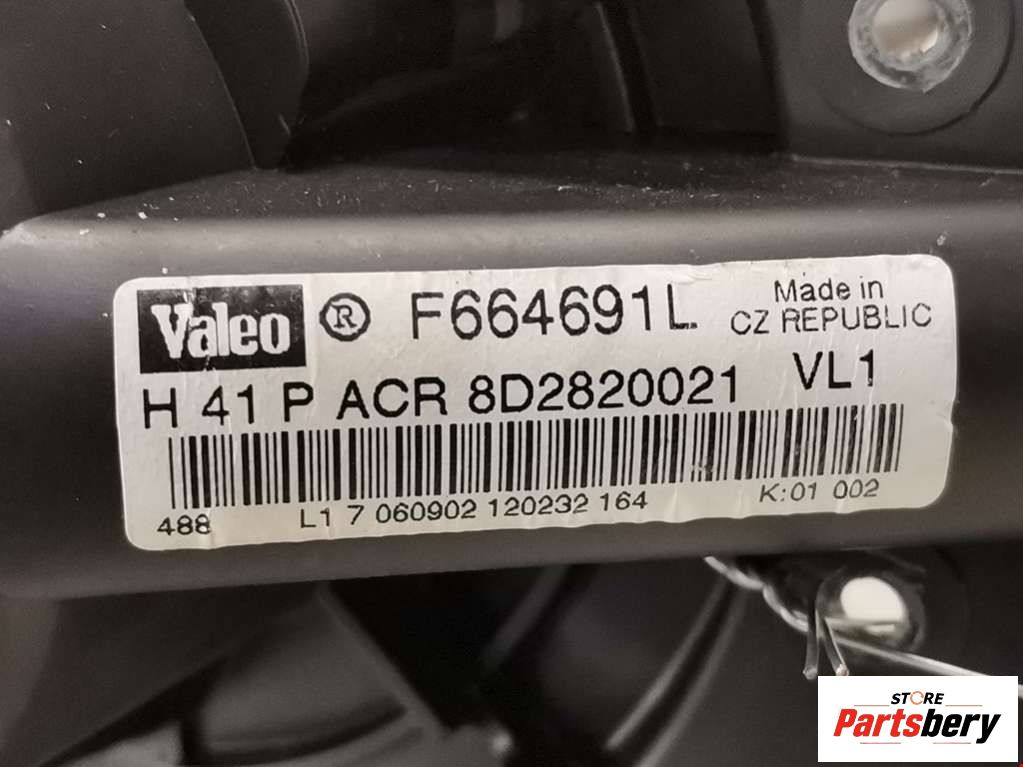 Valeo ® F664691L Made in
CZ REPUBLIC
H 41 P ACR 8D2820021 VL1
488 L1 7 060902 120232 164 K:01 002
STORE
Partsbery